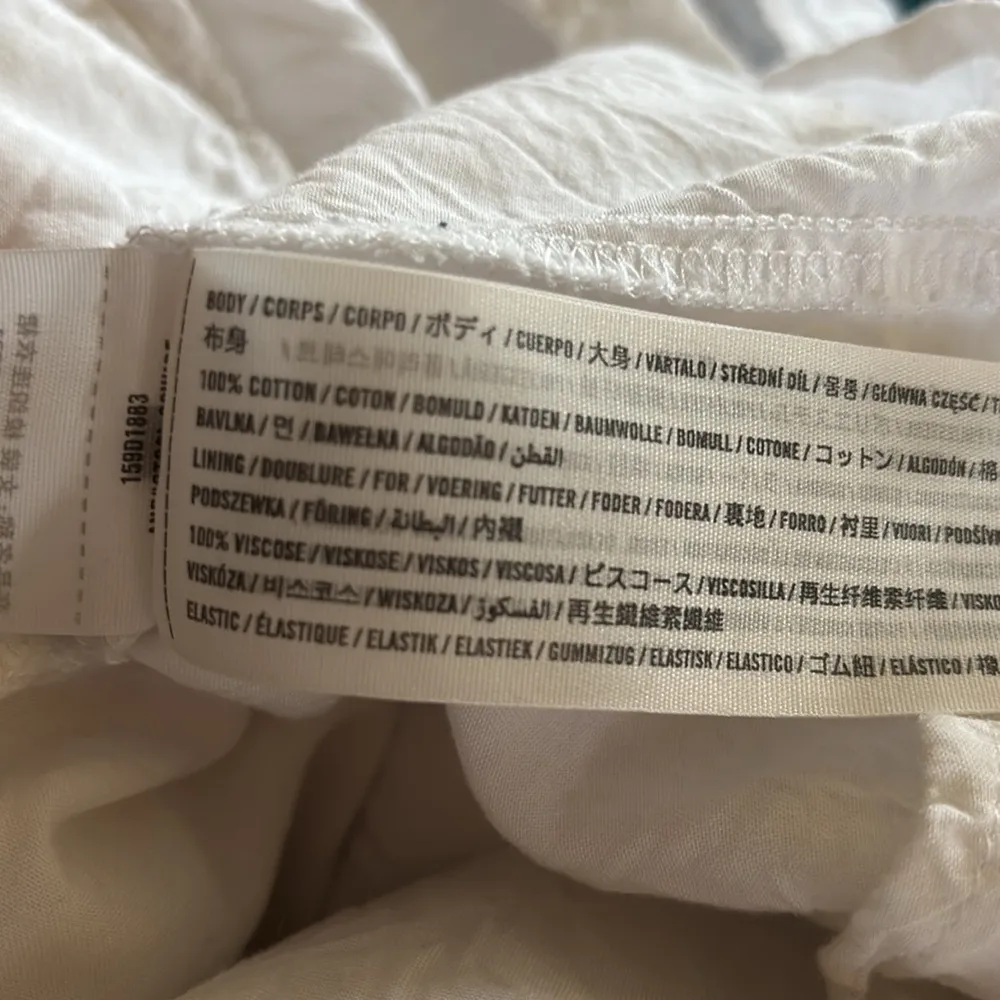 BODY / CORPS / CORPO / ボディ / CUERPO / 大身 / VARTALO / STŘEDNÍ DÍL / 몸통 / GŁÓWNA CZĘŚĆ /
布身
100% COTTON / COTON / BOMULD / KATOEN / BAUMWOLLE / BOMULL / COTONE / コットン / ALGODÓN / 棉
BAVLNA / 면 / BAWEŁNA / ALGODÃO / القطن
LINING / DOUBLURE / FOR / VOERING / FUTTER / FODER / FODERA / 裏地 / FORRO / 衬里 / VUORI /
PODSZEWKA / FÔRING / البطانة / 内襯
100% VISCOSE / VISKOSE / VISKOS / VISCOSA / ビスコース / VISCOSILLA / 再生纤维素纤维 /
VISKÓZA / 비스코스 / WISKOZA / الفسكوز / 再生纖維素纖維
ELASTIC / ÉLASTIQUE / ELASTIK / ELASTIEK / GUMMIZUG / ELASTISK / ELASTICO / ゴム紐 / ELÁSTICO /
159D1883